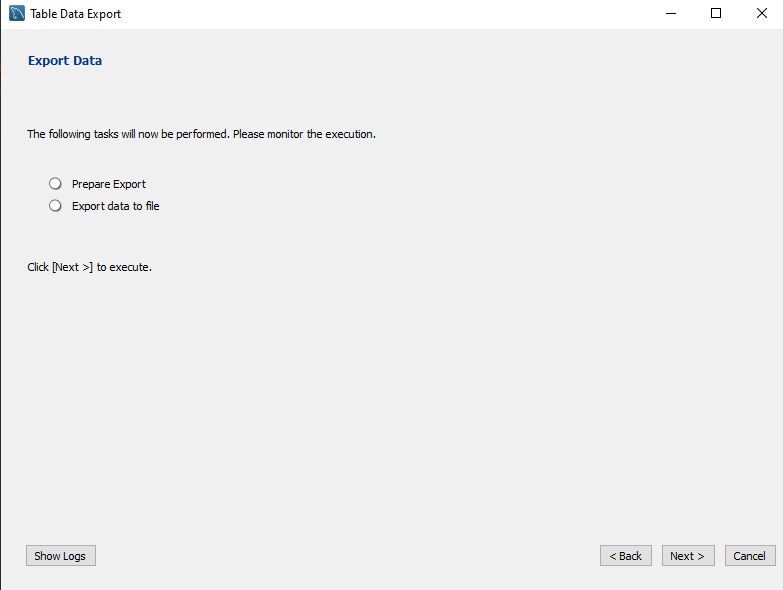 Table Data Export
Export Data
The following tasks will now be performed. Please monitor the execution.
Prepare Export
Export data to file
Click [Next >] to execute.
Show Logs
< Back
Next >
Cancel